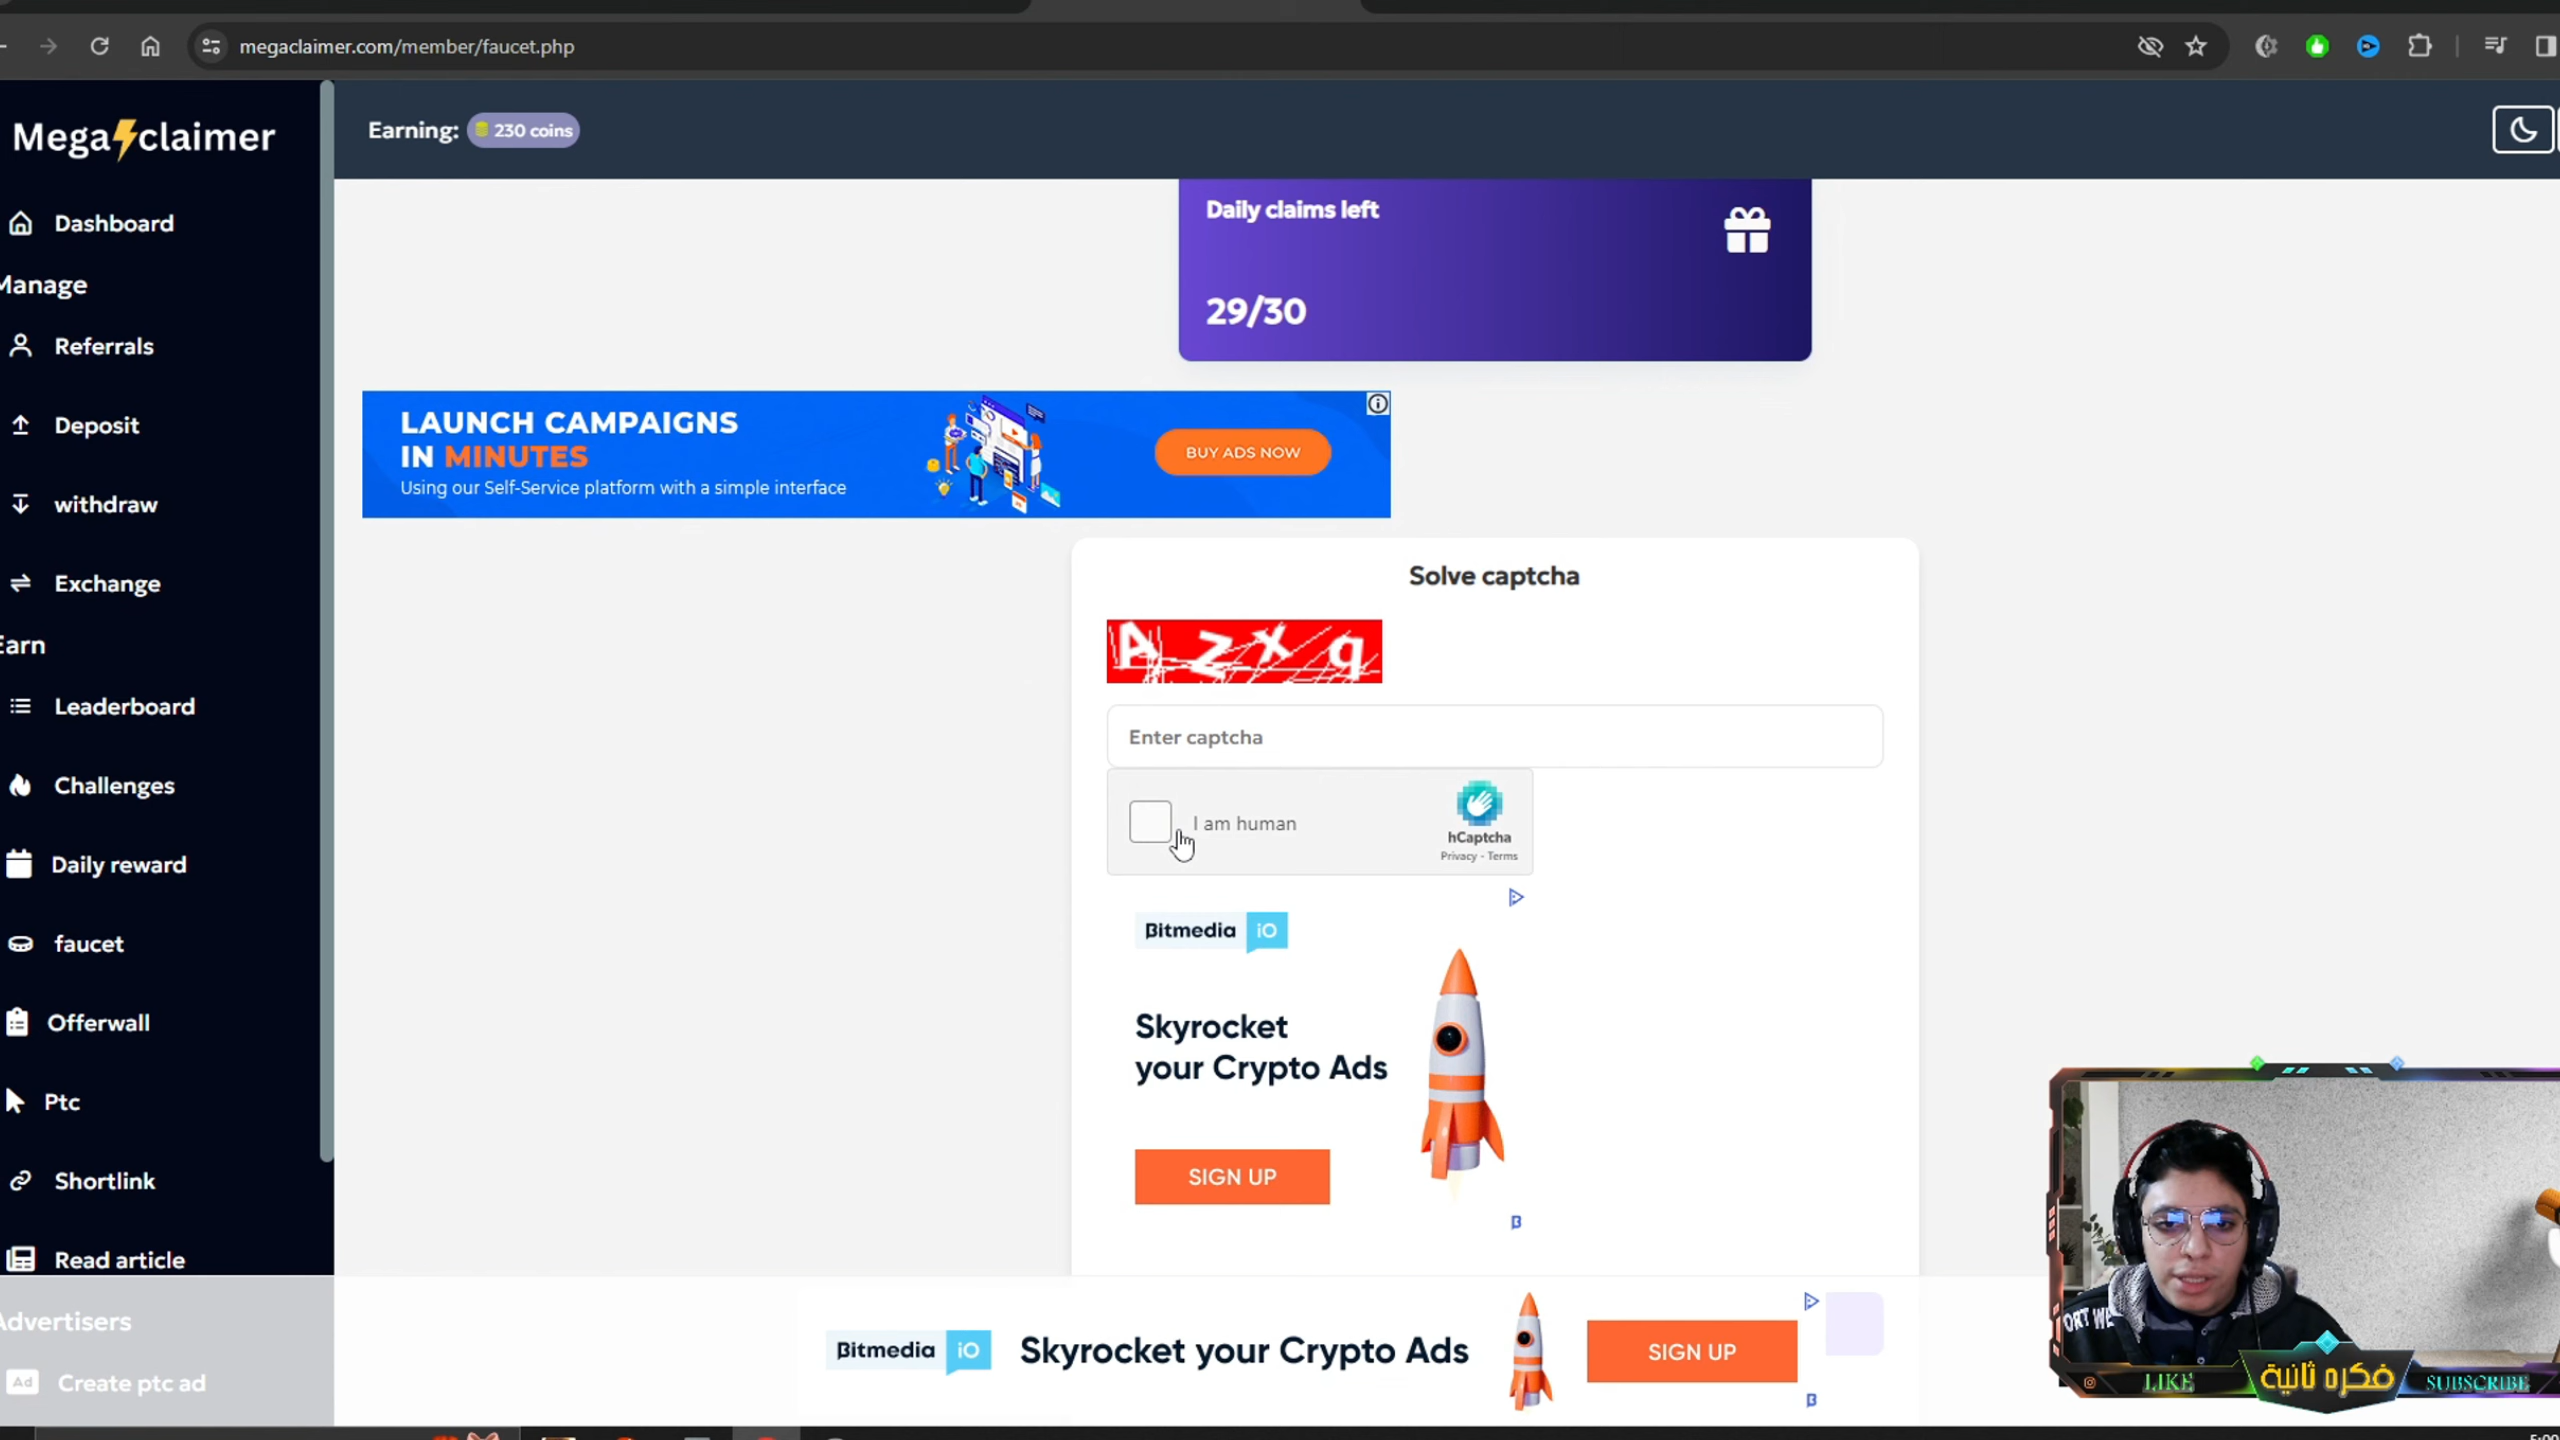 megaclaimer.com/member/faucet.php
Mega claimer
Earning: 230 coins
Dashboard
Manage
Referrals
Deposit
withdraw
Exchange
Earn
Leaderboard
Challenges
Daily reward
faucet
Offerwall
Ptc
Shortlink
Read article
Advertisers
Ad Create ptc ad
Daily claims left
29/30
LAUNCH CAMPAIGNS
IN MINUTES
Using our Self-Service platform with a simple interface
BUY ADS NOW
Solve captcha
A z x q
Enter captcha
I am human
hCaptcha
Privacy - Terms
Bitmedia iO
Skyrocket
your Crypto Ads
SIGN UP
Bitmedia iO
Skyrocket your Crypto Ads
SIGN UP
ORT WE
LIKE
فكره ثانية
SUBSCRIBE